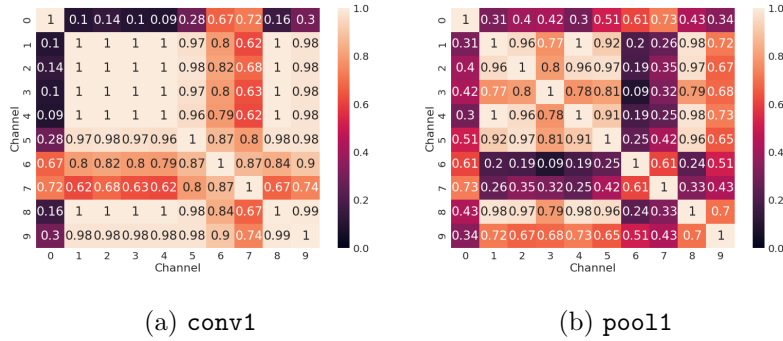 0 1 0.1 0.14 0.1 0.09 0.28 0.67 0.72 0.16 0.3
1 0.1 1 1 1 1 0.97 0.8 0.62 1 0.98
2 0.14 1 1 1 1 0.98 0.82 0.68 1 0.98
3 0.1 1 1 1 1 0.97 0.8 0.63 1 0.98
4 0.09 1 1 1 1 0.96 0.79 0.62 1 0.98
5 0.28 0.97 0.98 0.97 0.96 1 0.87 0.8 0.98 0.98
6 0.67 0.8 0.82 0.8 0.79 0.87 1 0.87 0.84 0.9
7 0.72 0.62 0.68 0.63 0.62 0.8 0.87 1 0.67 0.74
8 0.16 1 1 1 1 0.98 0.84 0.67 1 0.99
9 0.3 0.98 0.98 0.98 0.98 0.98 0.9 0.74 0.99 1
0 1 2 3 4 5 6 7 8 9
Channel
Channel
1.0
0.8
0.6
0.4
0.2
0.0
(a) conv1
0 1 0.31 0.4 0.42 0.3 0.51 0.61 0.73 0.43 0.34
1 0.31 1 0.96 0.77 1 0.92 0.2 0.26 0.98 0.72
2 0.4 0.96 1 0.8 0.96 0.97 0.19 0.35 0.97 0.67
3 0.42 0.77 0.8 1 0.78 0.81 0.09 0.32 0.79 0.68
4 0.3 1 0.96 0.78 1 0.91 0.19 0.25 0.98 0.73
5 0.51 0.92 0.97 0.81 0.91 1 0.25 0.42 0.96 0.65
6 0.61 0.2 0.19 0.09 0.19 0.25 1 0.61 0.24 0.51
7 0.73 0.26 0.35 0.32 0.25 0.42 0.61 1 0.33 0.43
8 0.43 0.98 0.97 0.79 0.98 0.96 0.24 0.33 1 0.7
9 0.34 0.72 0.67 0.68 0.73 0.65 0.51 0.43 0.7 1
0 1 2 3 4 5 6 7 8 9
Channel
Channel
1.0
0.8
0.6
0.4
0.2
0.0
(b) pool1